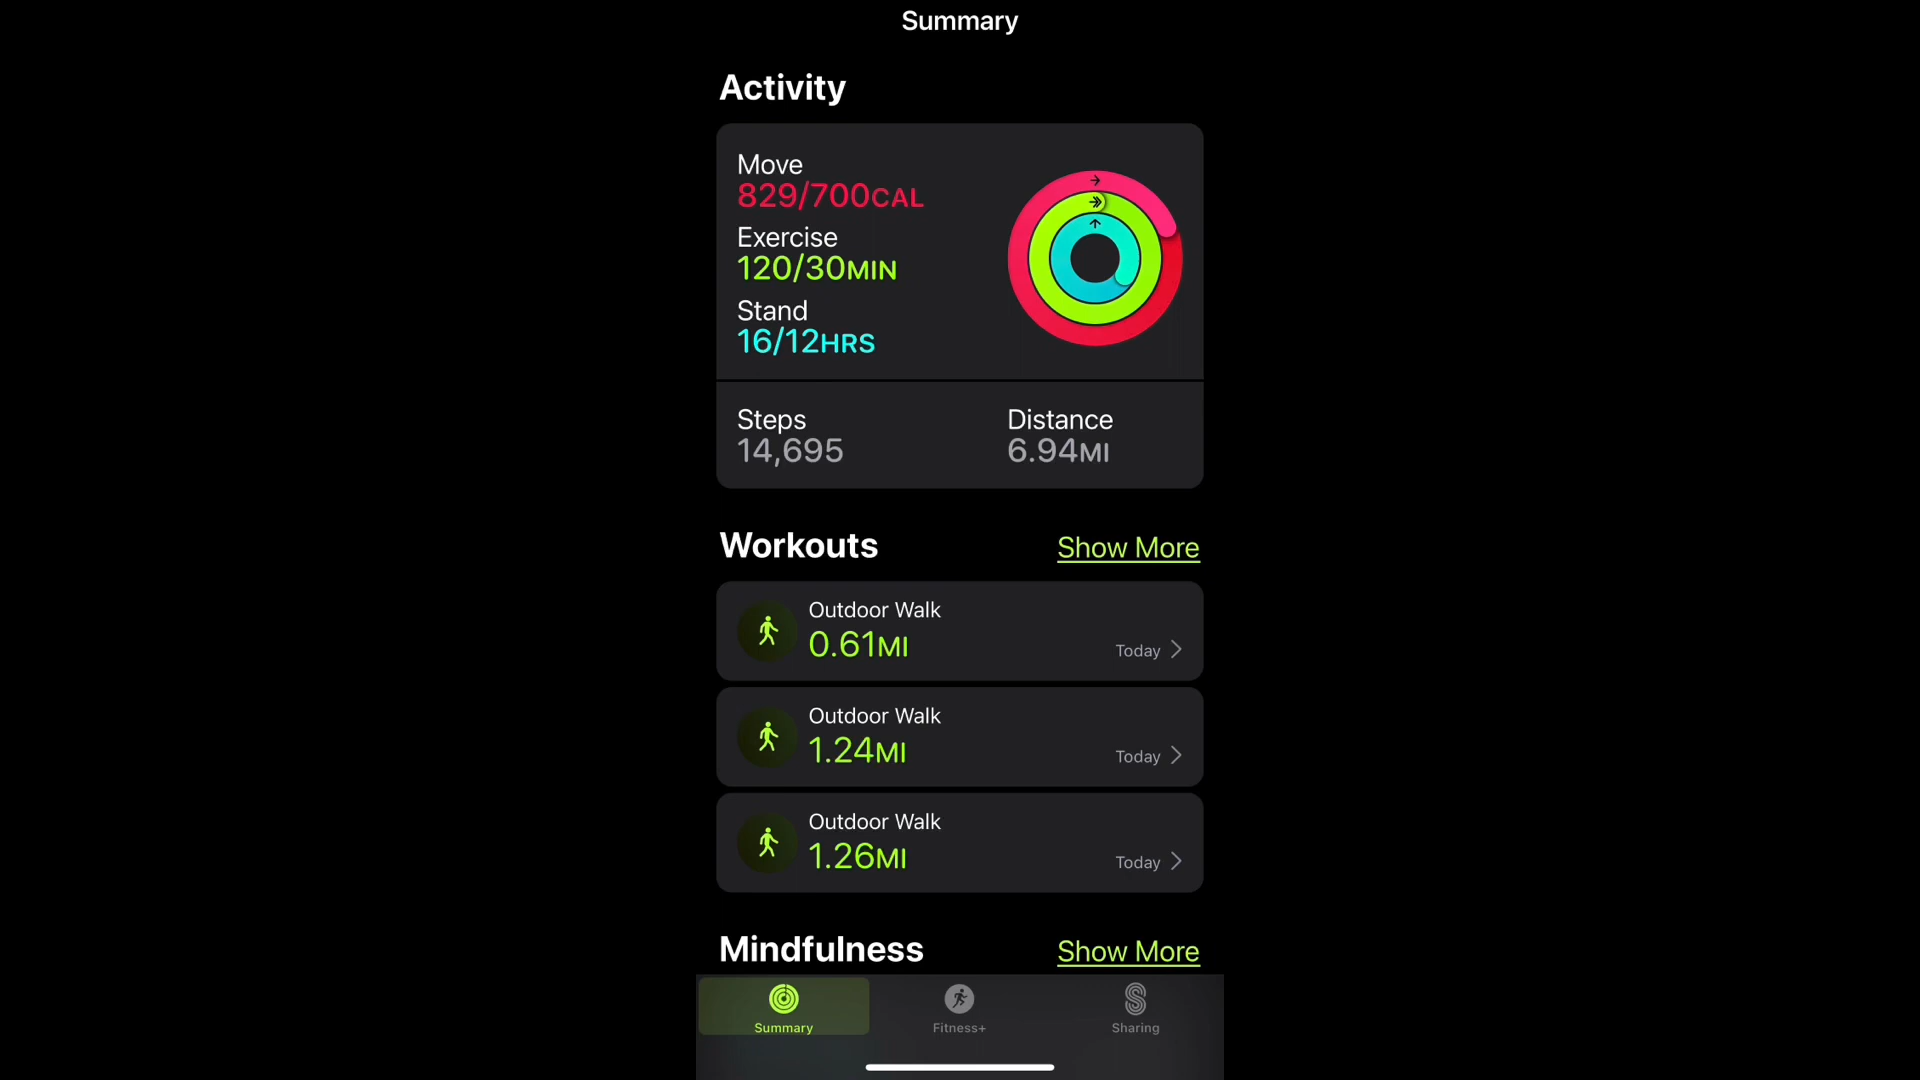 Summary
Activity
Move
829/700CAL
Exercise
120/30MIN
Stand
16/12HRS
Steps
14,695
Distance
6.94MI
Workouts
Show More
Outdoor Walk
0.61MI
Today
Outdoor Walk
1.24MI
Today
Outdoor Walk
1.26MI
Today
Mindfulness
Show More
Summary
Fitness+
Sharing